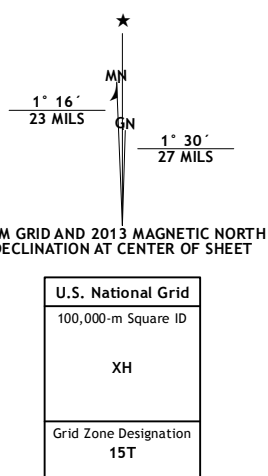 MN
1° 16´
23 MILS
GN
1° 30´
27 MILS
M GRID AND 2013 MAGNETIC NORTH
DECLINATION AT CENTER OF SHEET
U.S. National Grid
100,000-m Square ID
XH
Grid Zone Designation
15T